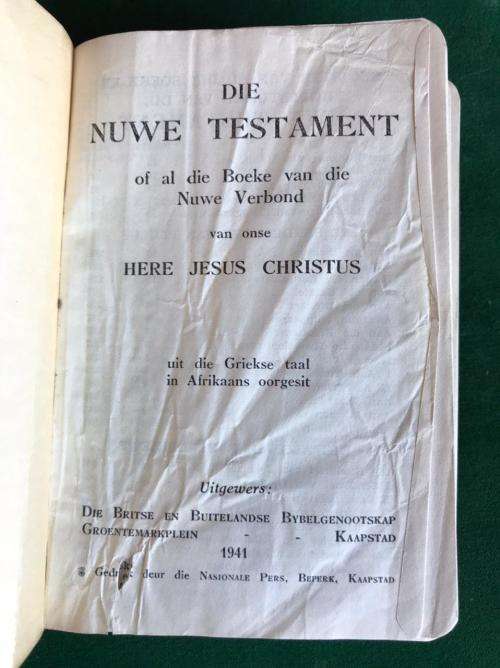 DIE
NUWE TESTAMENT
of al die Boeke van die
Nuwe Verbond
van onse
HERE JESUS CHRISTUS
uit die Griekse taal
in Afrikaans oorgesit
Uitgewers:
DIE BRITSE EN BUITELANDSE BYBELGENOOTSKAP
GROENTEMARKPLEIN - - KAAPSTAD
1941
deur die NASIONALE PERS, BEPERK, KAAPSTAD